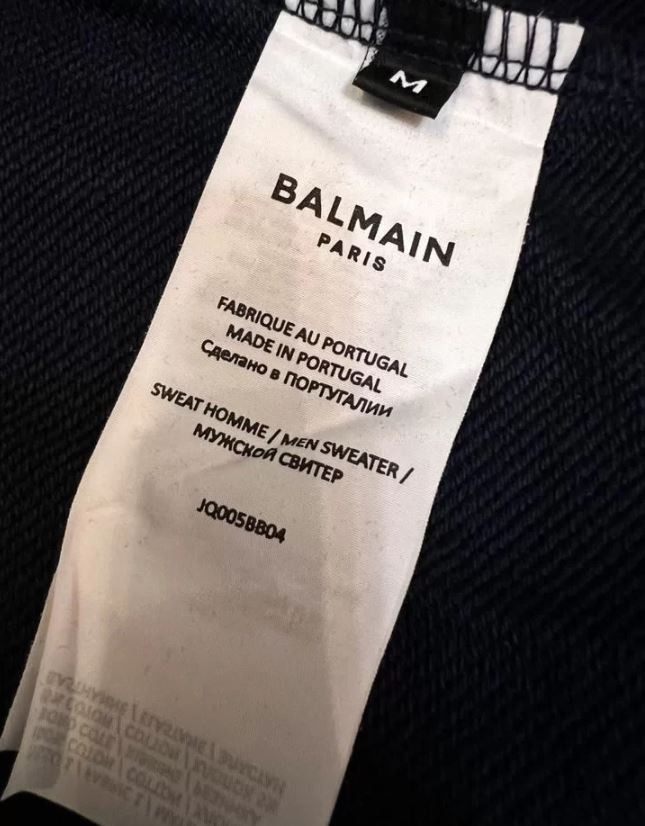 M
BALMAIN
PARIS
FABRIQUE AU PORTUGAL
MADE IN PORTUGAL
Сделано в ПОРТУГАЛИИ
SWEAT HOMME / MEN SWEATER /
МУЖСКОЙ СВИТЕР
JQ005BB04